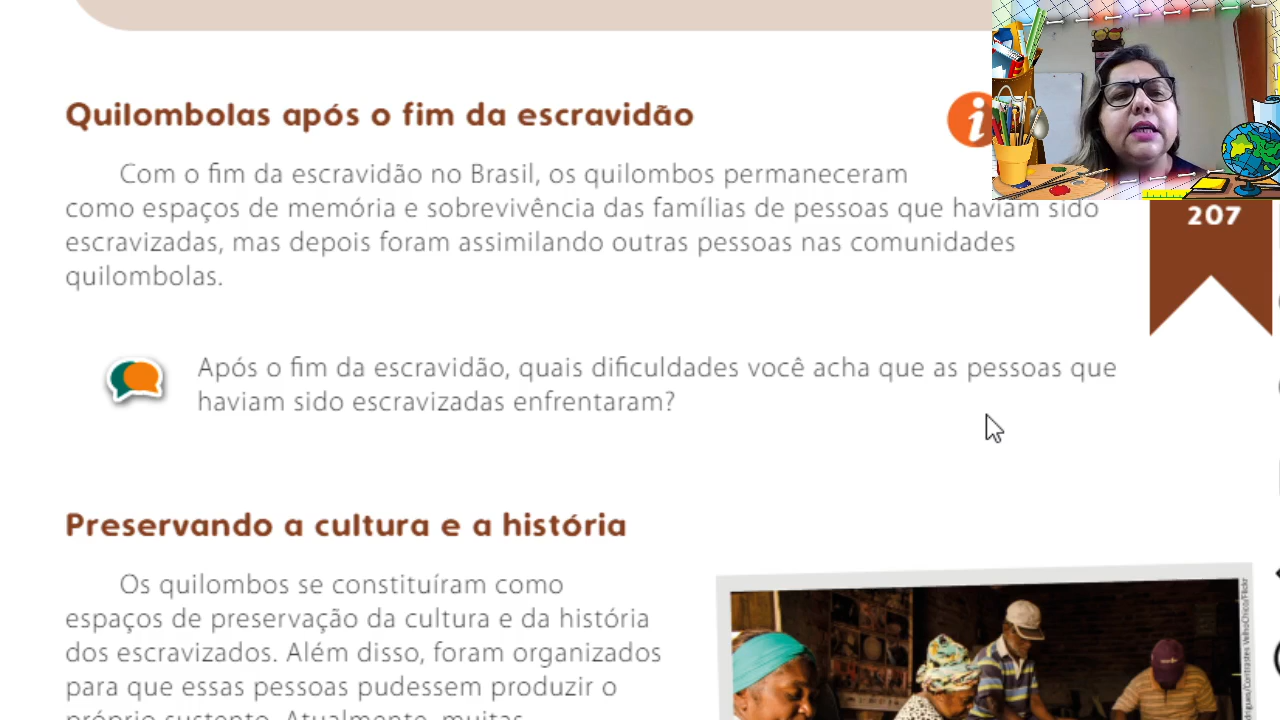 Quilombolas após o fim da escravidão
i
Com o fim da escravidão no Brasil, os quilombos permaneceram
como espaços de memória e sobrevivência das famílias de pessoas que haviam sido
escravizadas, mas depois foram assimilando outras pessoas nas comunidades
quilombolas.
207
Após o fim da escravidão, quais dificuldades você acha que as pessoas que
haviam sido escravizadas enfrentaram?
Preservando a cultura e a história
Os quilombos se constituíram como
espaços de preservação da cultura e da história
dos escravizados. Além disso, foram organizados
para que essas pessoas pudessem produzir o
próprio sustento. Atualmente, muitas